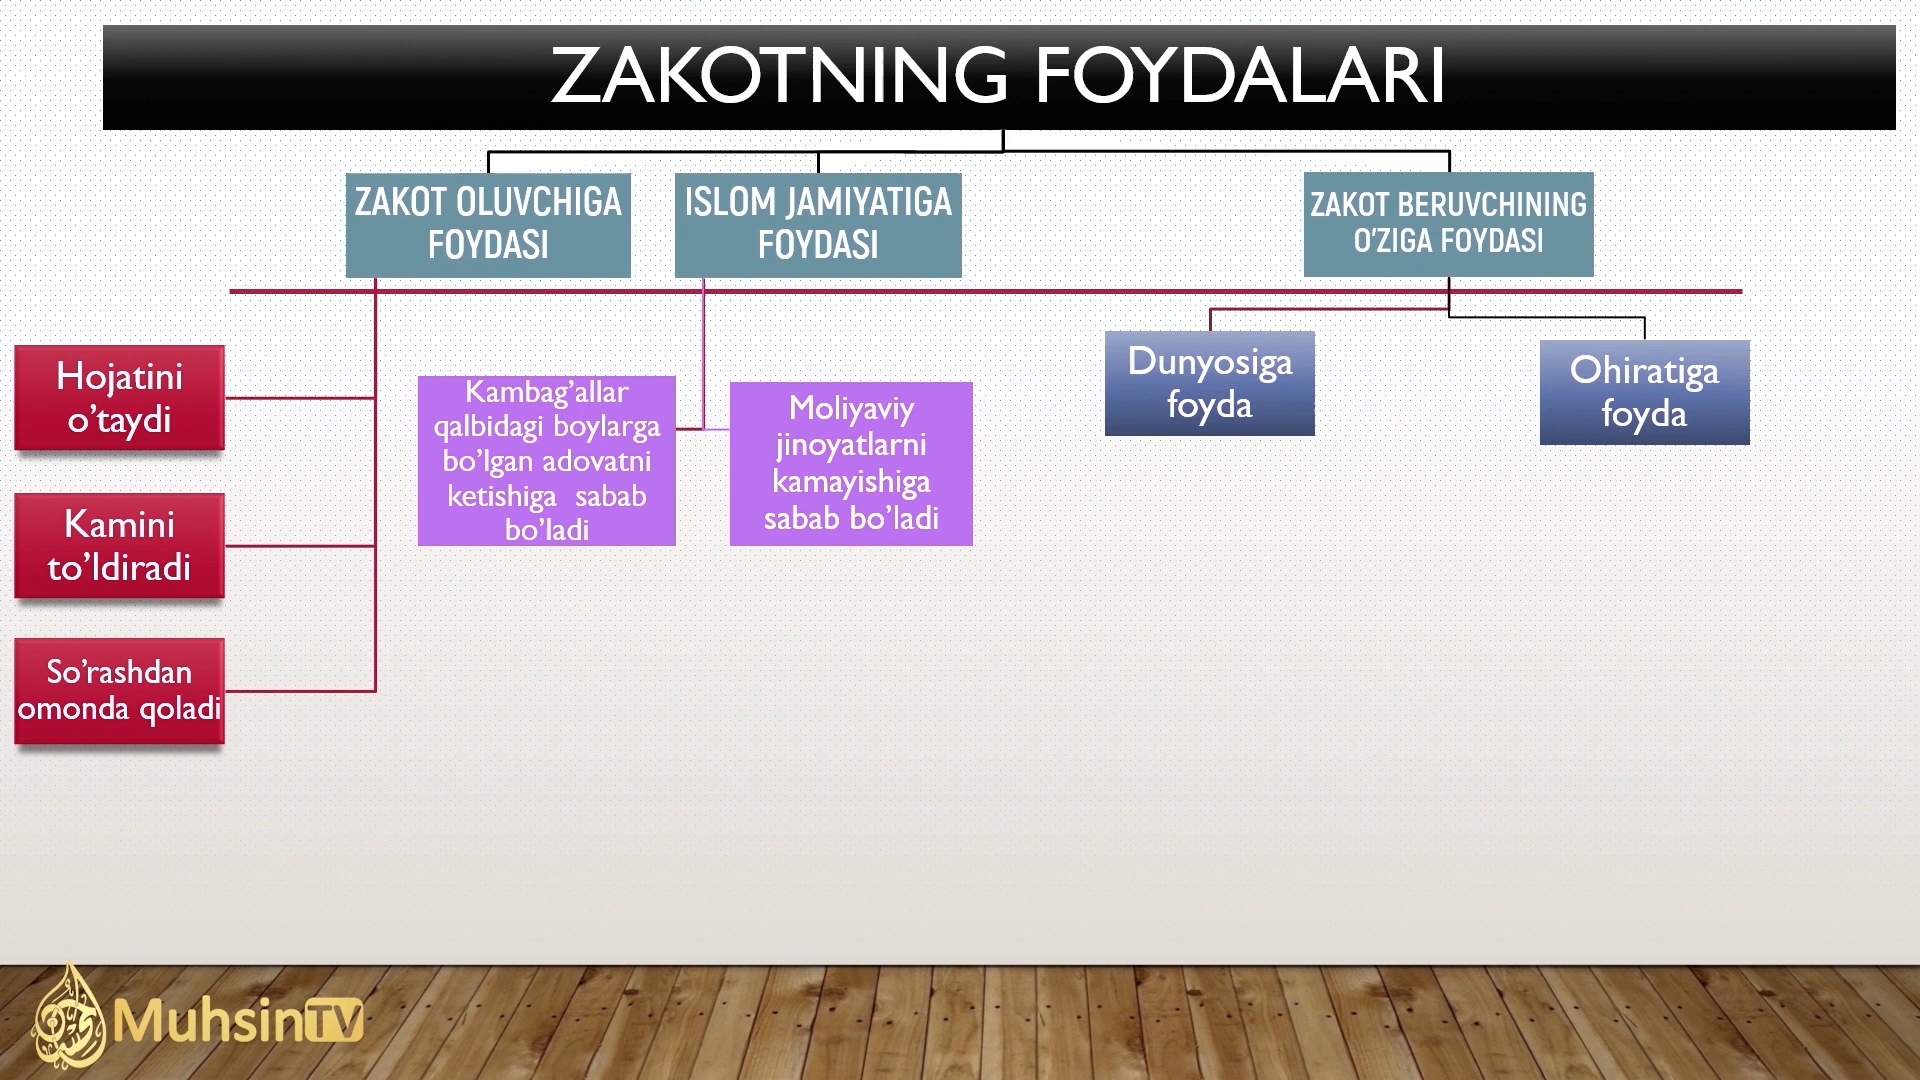 ZAKOTNING FOYDALARI
ZAKOT OLUVCHIGA
FOYDASI
ISLOM JAMIYATIGA
FOYDASI
ZAKOT BERUVCHINING
O'ZIGA FOYDASI
Hojatini
o’taydi
Kamini
to’ldiradi
So’rashdan
omonda qoladi
Kambag’allar
qalbidagi boylarga
bo’lgan adovatni
ketishiga  sabab
bo’ladi
Moliyaviy
jinoyatlarni
kamayishiga
sabab bo’ladi
Dunyosiga
foyda
Ohiratiga
foyda
MuhsinTV